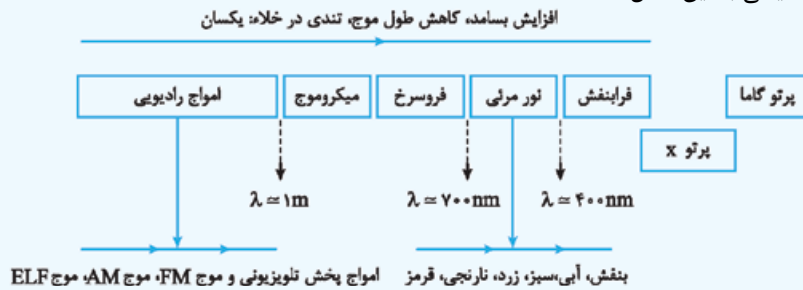 افزایش بسامد، کاهش طول موج، تندی در خلاء: یکسان
امواج رادیویی
میکروموج
فروسرخ
نور مرئی
فرابنفش
پرتو گاما
پرتو x
λ ≃ ۱m
λ ≃ ۷۰۰nm
λ ≃ ۴۰۰nm
امواج پخش تلویزیونی و موج FM، موج AM، موج ELF
بنفش، آبی،سبز، زرد، نارنجی، قرمز